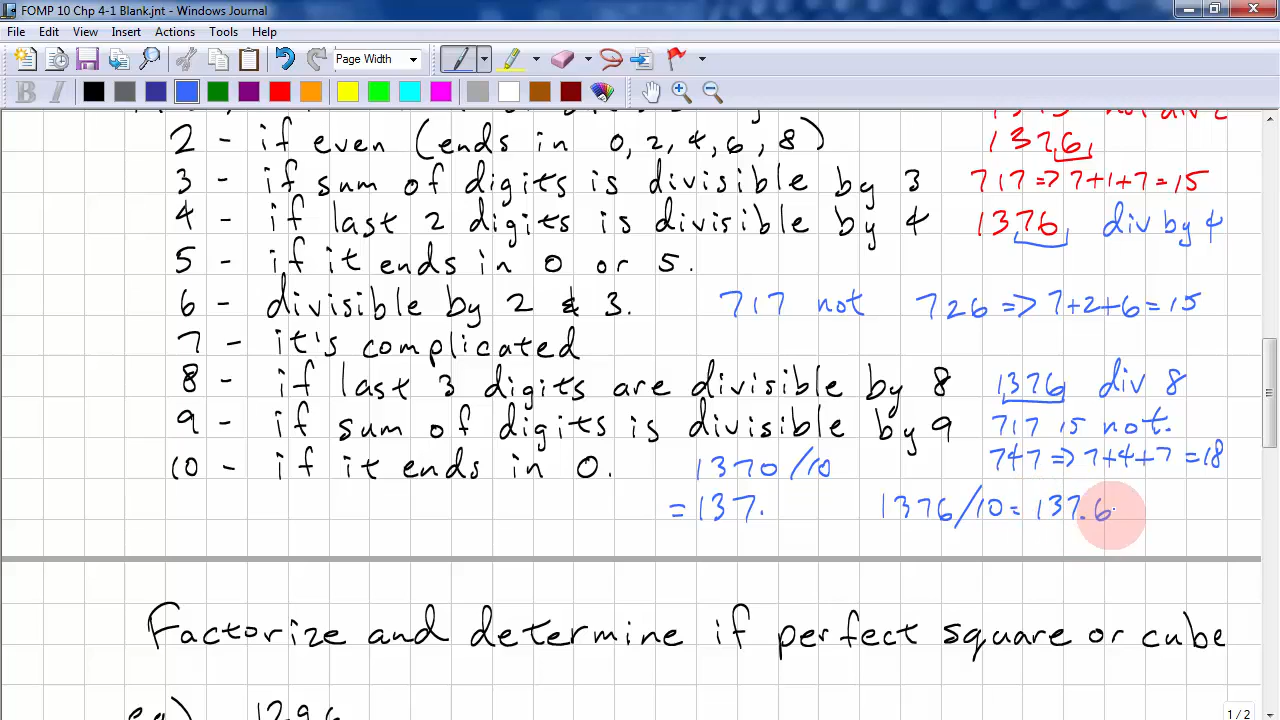 FOMP 10 Chp 4-1 Blank.jnt - Windows Journal
File Edit View Insert Actions Tools Help
Page Width
B I
2 - if even (ends in 0, 2, 4, 6, 8) 1376
3 - if sum of digits is divisible by 3 717 => 7+1+7=15
4 - if last 2 digits is divisible by 4 1376 div by 4
5 - if it ends in 0 or 5.
6 - divisible by 2 & 3. 717 not 726 => 7+2+6=15
7 - it's complicated
8 - if last 3 digits are divisible by 8 1376 div 8
9 - if sum of digits is divisible by 9 717 15 not.
747 => 7+4+7=18
10 - if it ends in 0. 1370/10
=137. 1376/10=137.6
Factorize and determine if perfect square or cube
eg) 1296
1/2